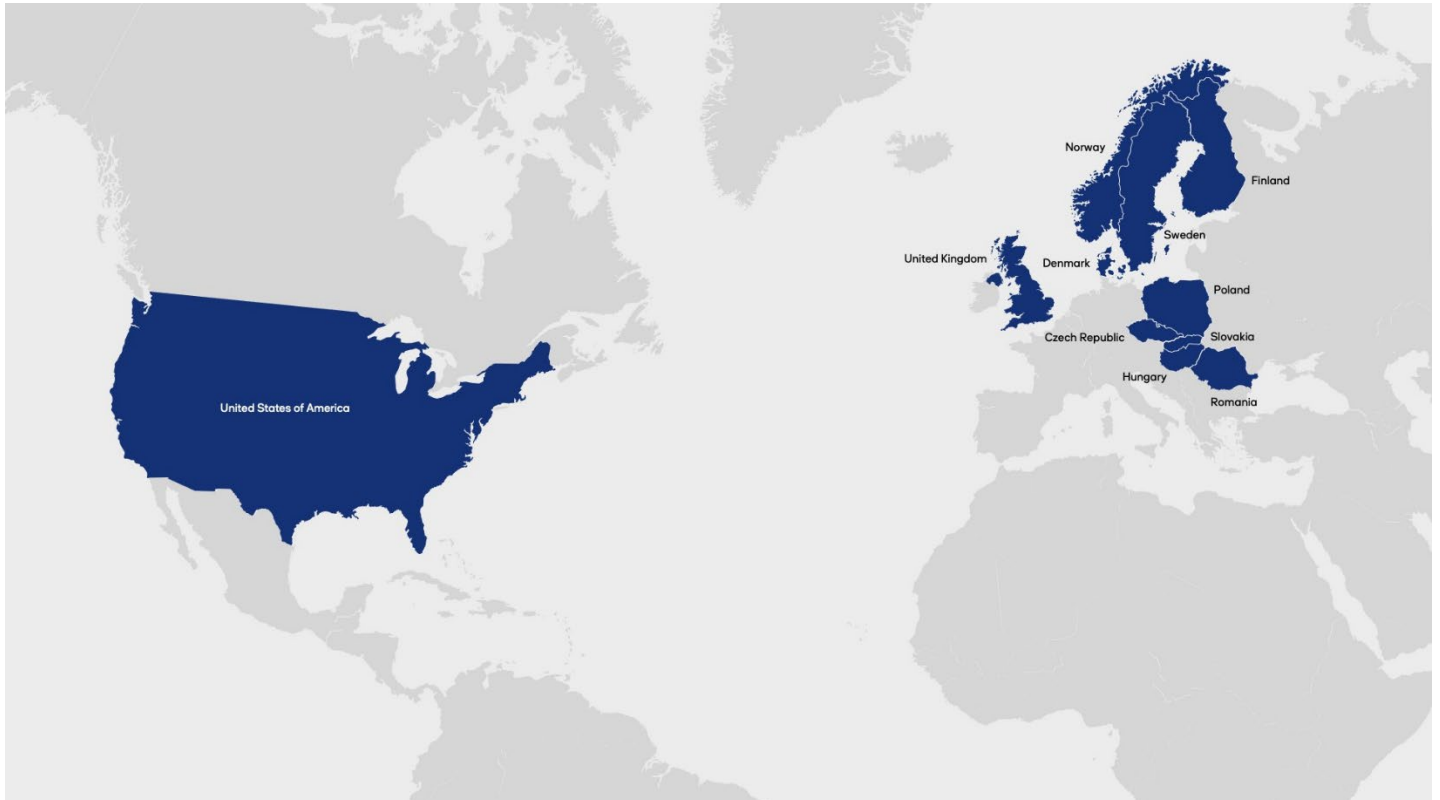 Norway
Finland
Sweden
United Kingdom
Denmark
Poland
Czech Republic
Slovakia
Hungary
Romania
United States of America